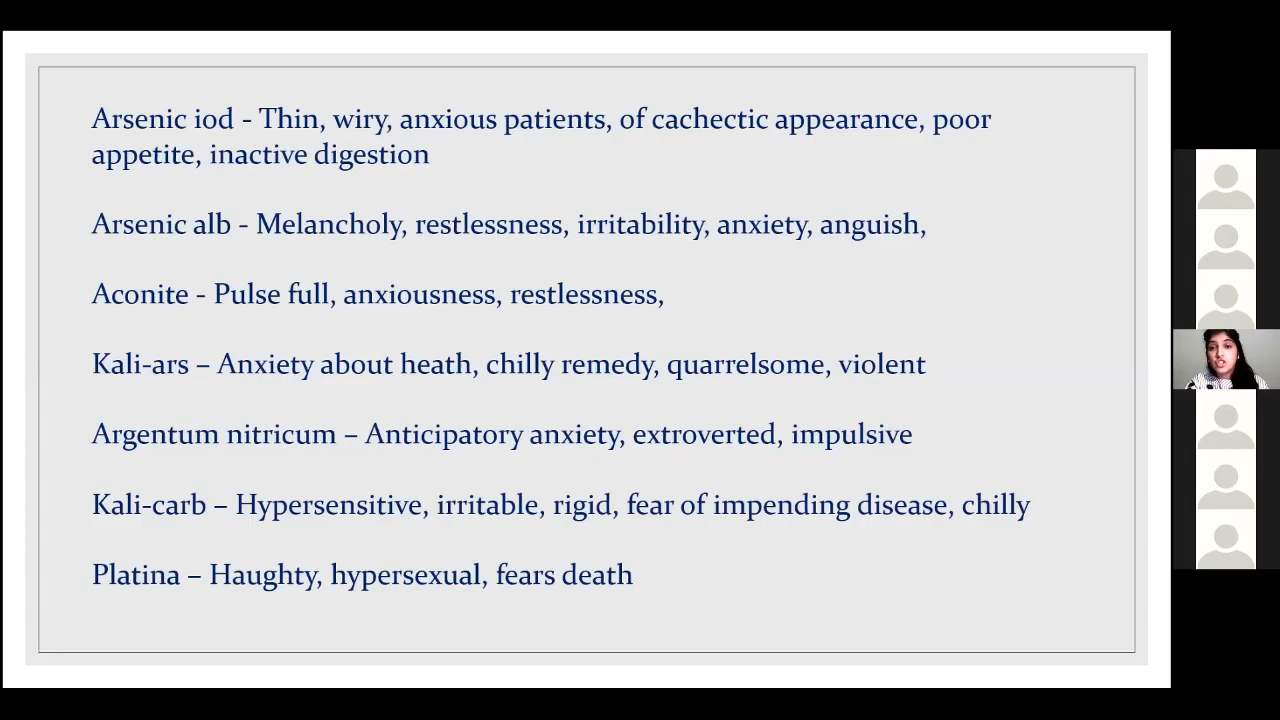 Arsenic iod - Thin, wiry, anxious patients, of cachectic appearance, poor
appetite, inactive digestion
Arsenic alb - Melancholy, restlessness, irritability, anxiety, anguish,
Aconite - Pulse full, anxiousness, restlessness,
Kali-ars – Anxiety about heath, chilly remedy, quarrelsome, violent
Argentum nitricum – Anticipatory anxiety, extroverted, impulsive
Kali-carb – Hypersensitive, irritable, rigid, fear of impending disease, chilly
Platina – Haughty, hypersexual, fears death